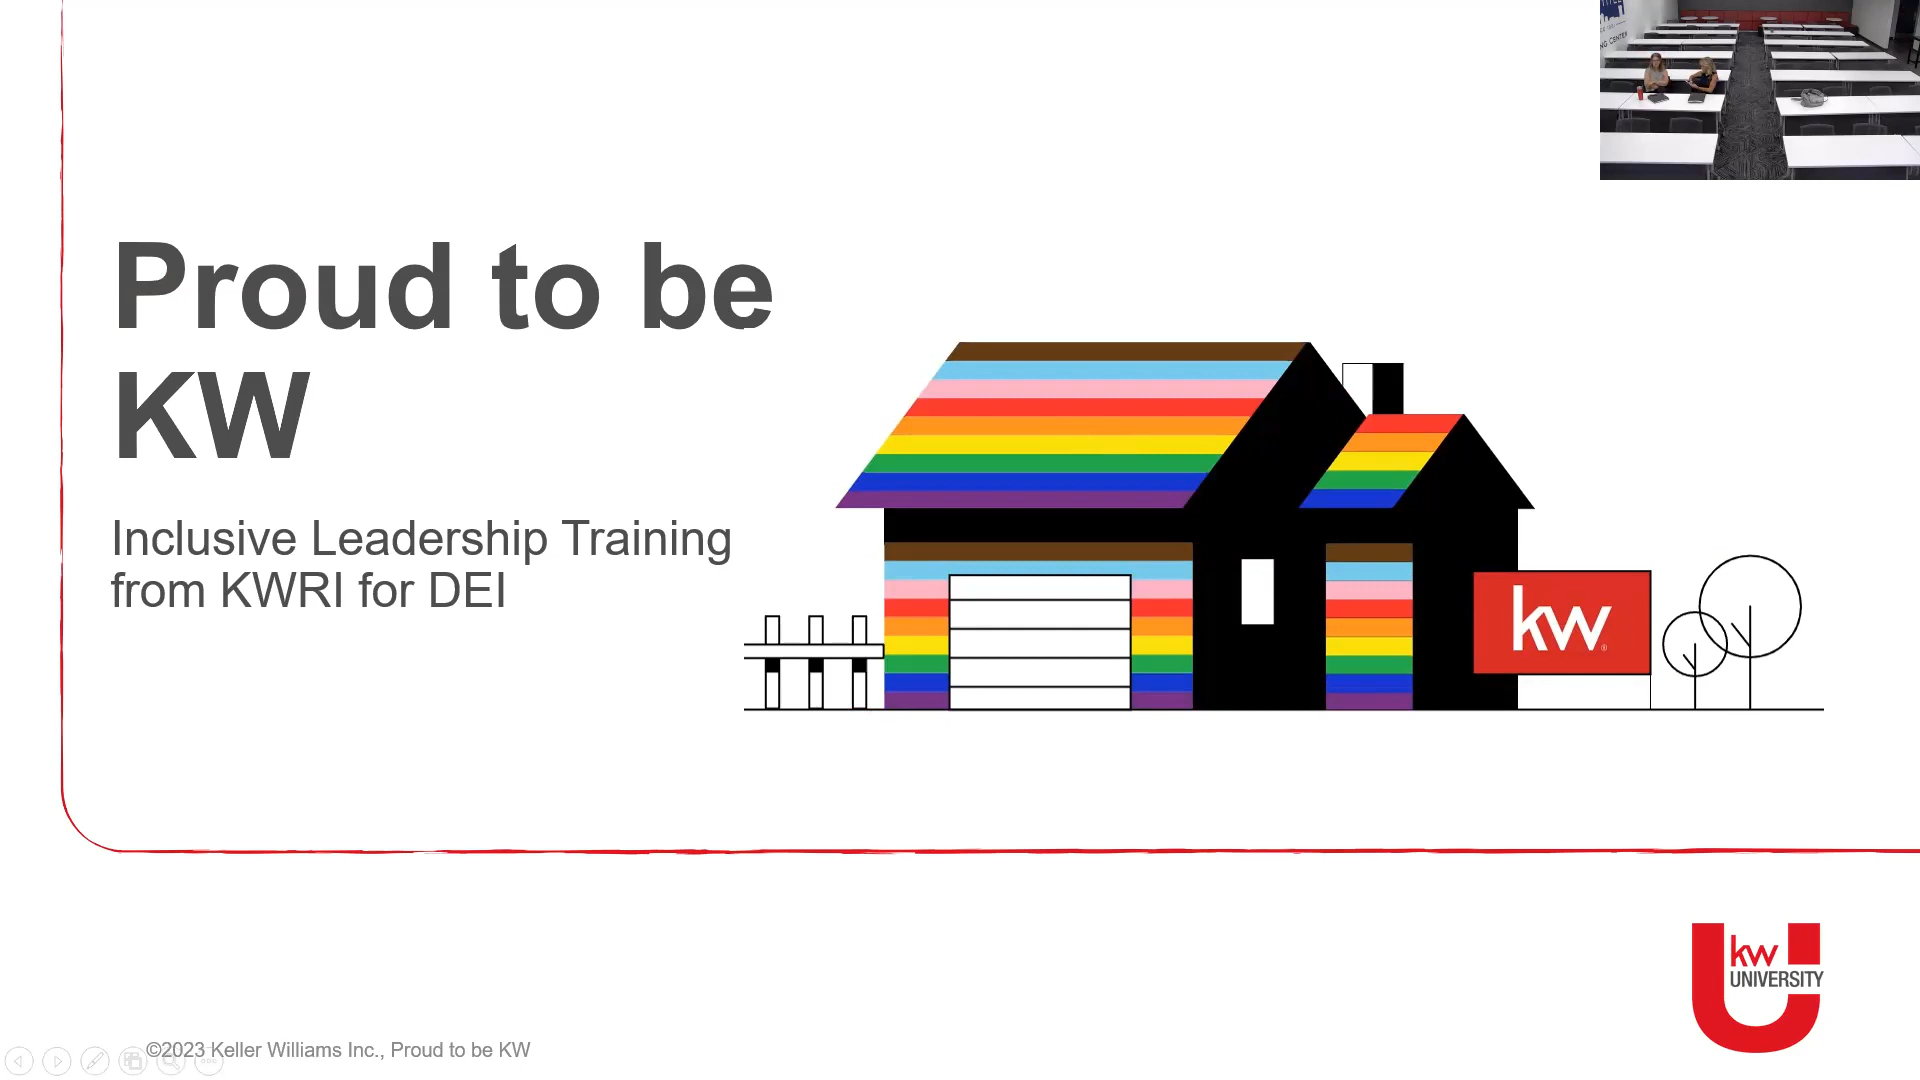 Proud to be
KW
Inclusive Leadership Training
from KWRI for DEI
kw
kw
UNIVERSITY
©2023 Keller Williams Inc., Proud to be KW